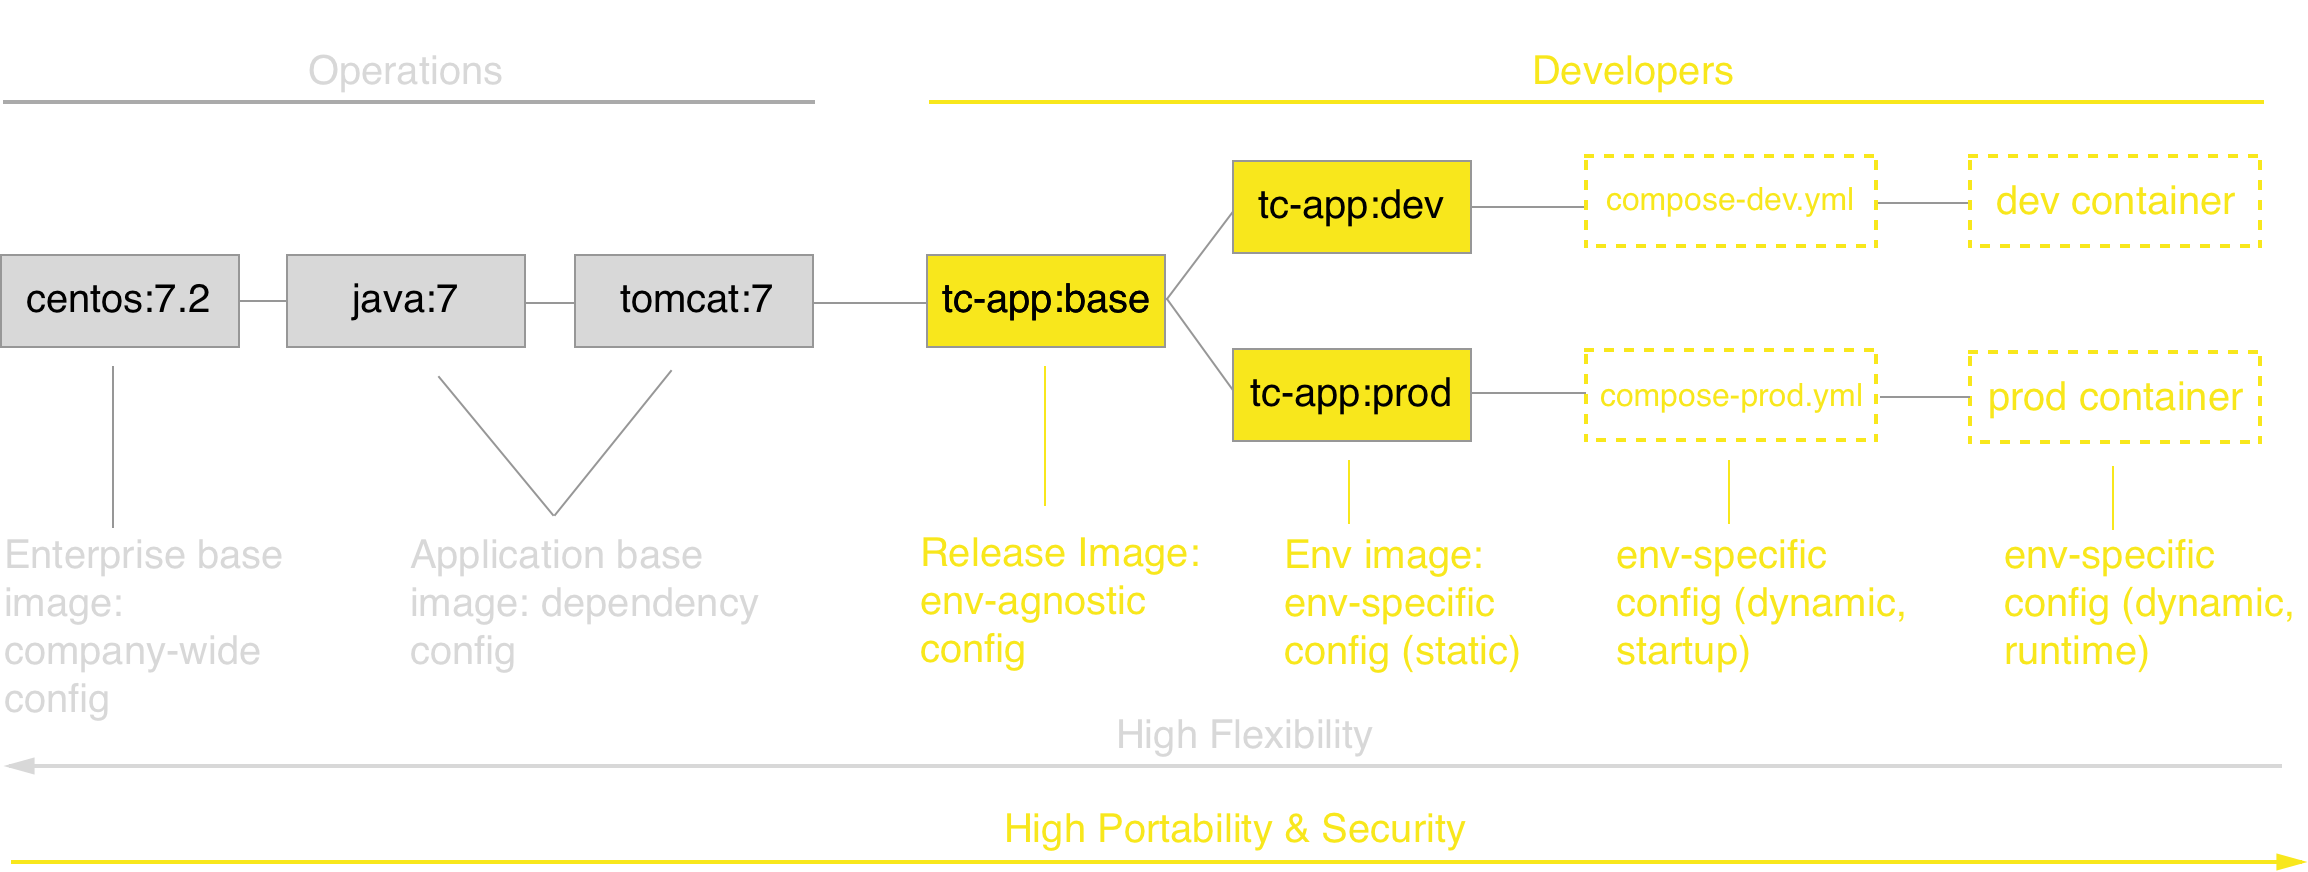 Operations
Developers
centos:7.2
java:7
tomcat:7
tc-app:base
tc-app:dev
compose-dev.yml
dev container
tc-app:prod
compose-prod.yml
prod container
Enterprise base
image:
company-wide
config
Application base
image: dependency
config
Release Image:
env-agnostic
config
Env image:
env-specific
config (static)
env-specific
config (dynamic,
startup)
env-specific
config (dynamic,
runtime)
High Flexibility
High Portability & Security